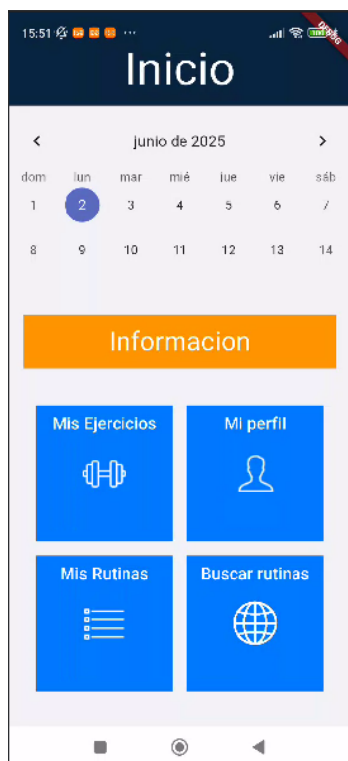 15:51
DEBUG
Inicio
junio de 2025
dom lun mar mié jue vie sáb
1 2 3 4 5 6 7
8 9 10 11 12 13 14
Informacion
Mis Ejercicios Mi perfil
Mis Rutinas Buscar rutinas